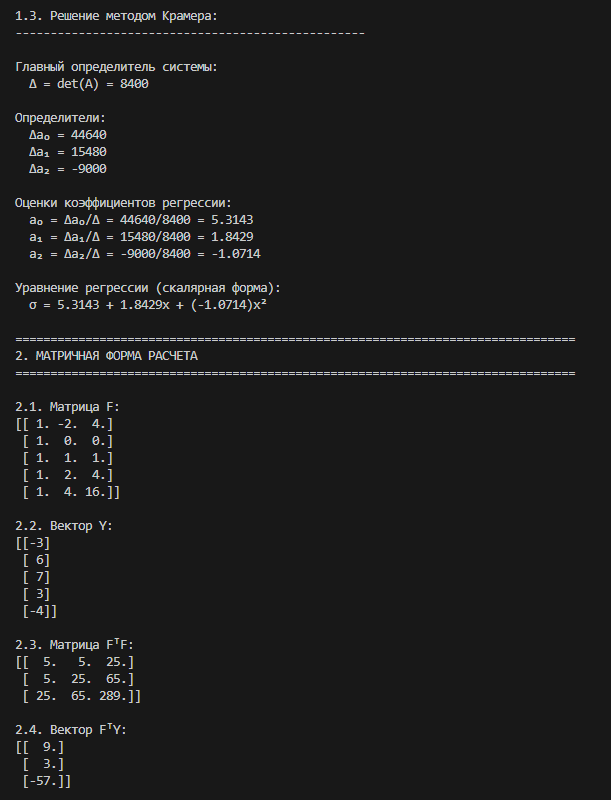 1.3. Решение методом Крамера:
--------------------------------------------------
Главный определитель системы:
Δ = det(A) = 8400
Определители:
Δa₀ = 44640
Δa₁ = 15480
Δa₂ = -9000
Оценки коэффициентов регрессии:
a₀ = Δa₀/Δ = 44640/8400 = 5.3143
a₁ = Δa₁/Δ = 15480/8400 = 1.8429
a₂ = Δa₂/Δ = -9000/8400 = -1.0714
Уравнение регрессии (скалярная форма):
σ = 5.3143 + 1.8429x + (-1.0714)x²
================================================================================
2. МАТРИЧНАЯ ФОРМА РАСЧЕТА
================================================================================
2.1. Матрица F:
[[ 1. -2.  4.]
 [ 1.  0.  0.]
 [ 1.  1.  1.]
 [ 1.  2.  4.]
 [ 1.  4. 16.]]
2.2. Вектор Y:
[[-3]
 [ 6]
 [ 7]
 [ 3]
 [-4]]
2.3. Матрица FᵀF:
[[  5.   5.  25.]
 [  5.  25.  65.]
 [ 25.  65. 289.]]
2.4. Вектор FᵀY:
[[  9.]
 [  3.]
 [-57.]]